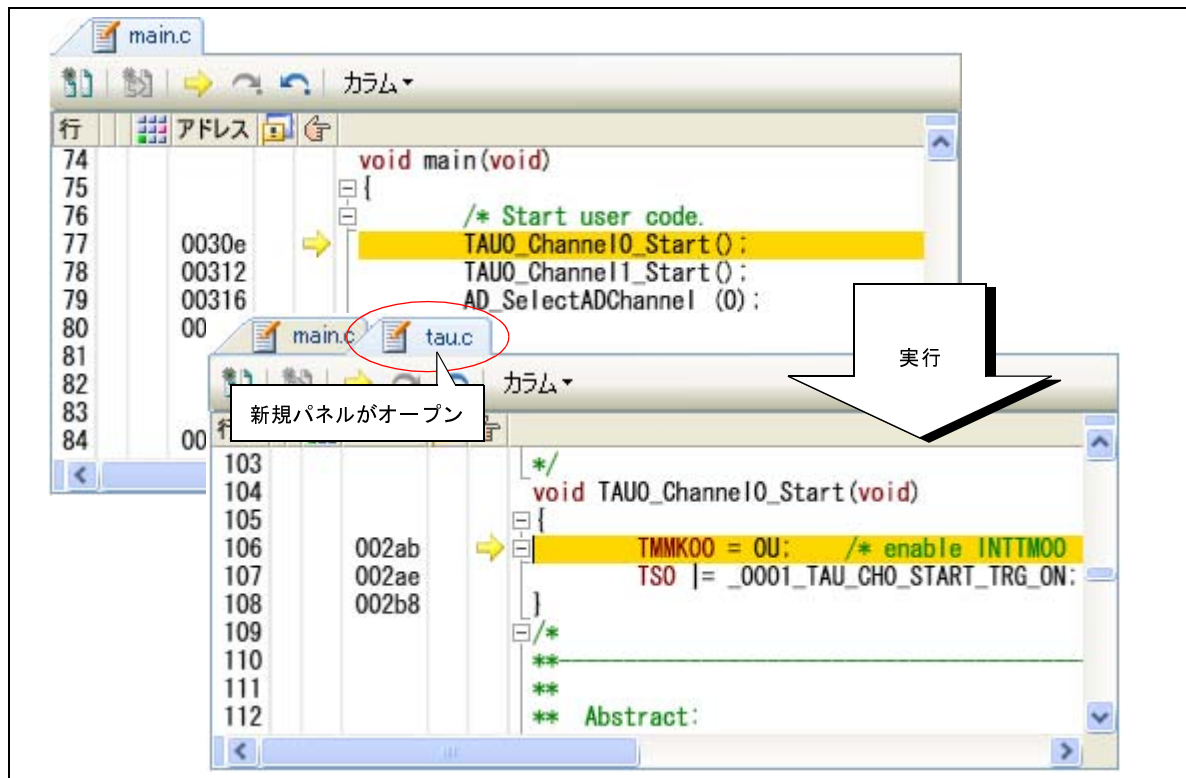 main.c
カラム
行 アドレス
74 void main(void)
75 {
76 /* Start user code.
77 0030e TAU0_Channel0_Start();
78 00312 TAU0_Channel1_Start();
79 00316 AD_SelectADChannel (0);
80 00
81
82
83
84 00
実行
main.c tau.c
カラム
新規パネルがオープン
103 */
104 void TAU0_Channel0_Start(void)
105 {
106 002ab TMMK00 = 0U; /* enable INTTM00
107 002ae TS0 |= _0001_TAU_CH0_START_TRG_ON;
108 002b8 }
109 /*
110 **
111 **
112 ** Abstract: